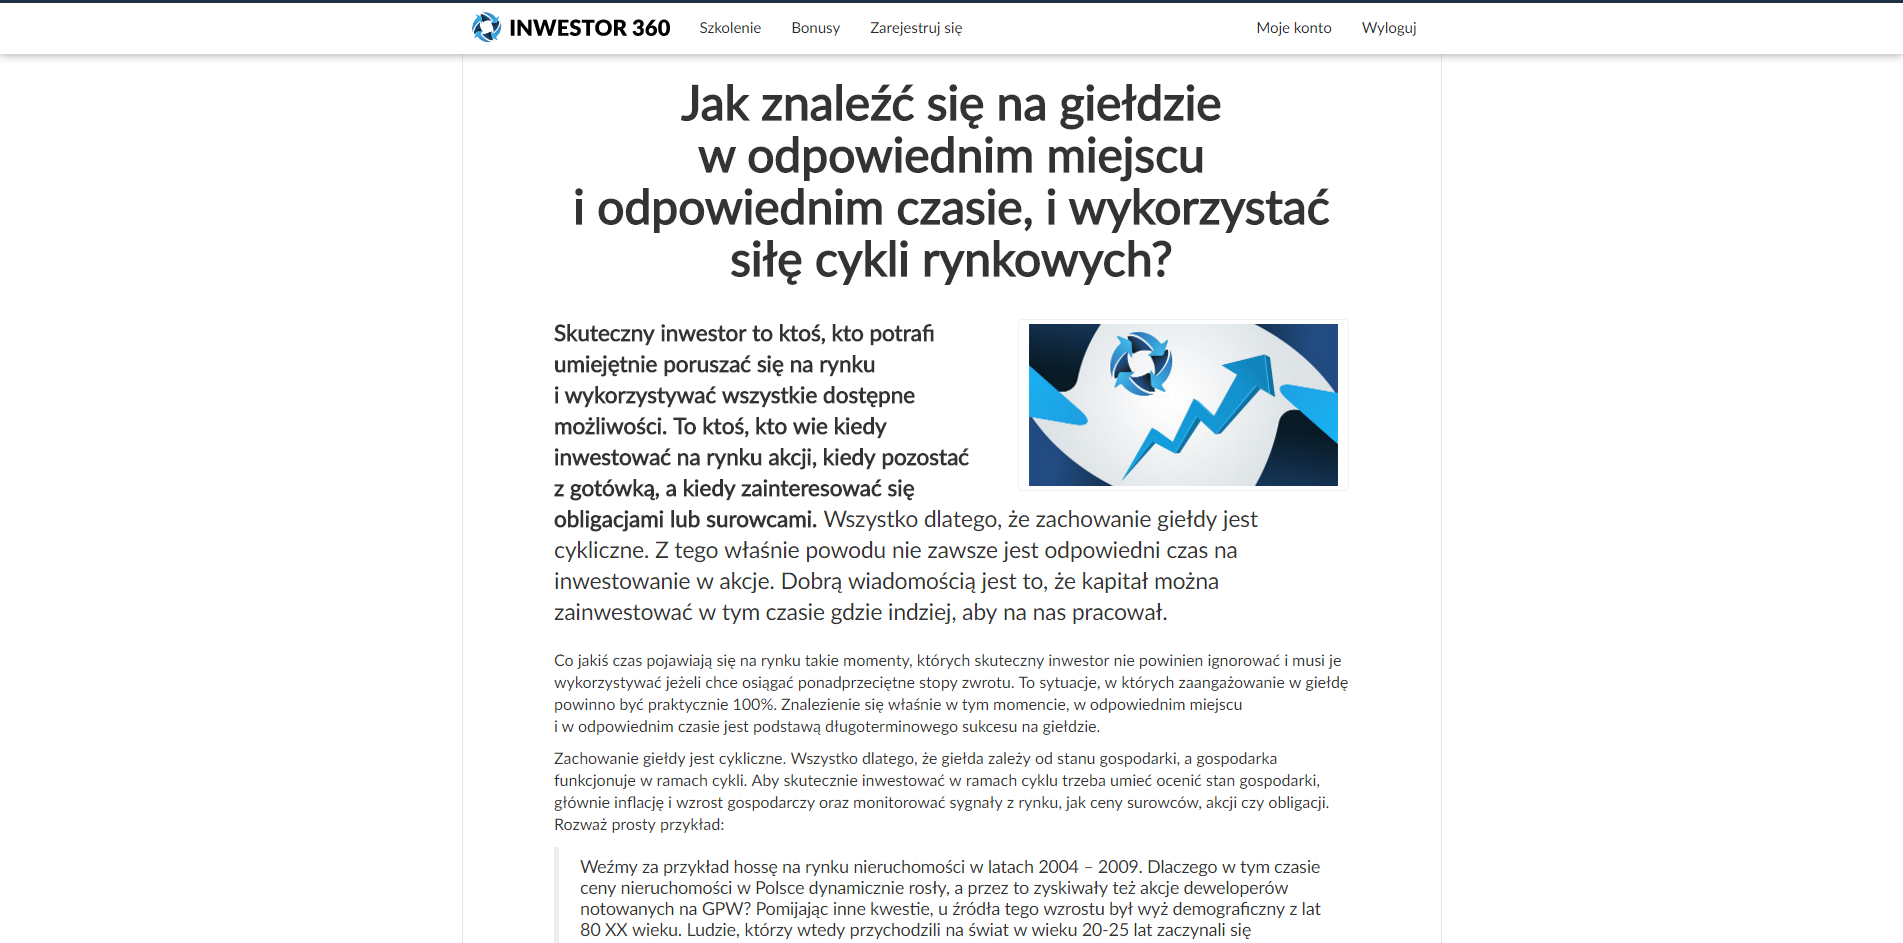 INWESTOR 360 Szkolenie Bonusy Zarejestruj się Moje konto Wyloguj
Jak znaleźć się na giełdzie
w odpowiednim miejscu
i odpowiednim czasie, i wykorzystać
siłę cykli rynkowych?
Skuteczny inwestor to ktoś, kto potrafi
umiejętnie poruszać się na rynku
i wykorzystywać wszystkie dostępne
możliwości. To ktoś, kto wie kiedy
inwestować na rynku akcji, kiedy pozostać
z gotówką, a kiedy zainteresować się
obligacjami lub surowcami. Wszystko dlatego, że zachowanie giełdy jest
cykliczne. Z tego właśnie powodu nie zawsze jest odpowiedni czas na
inwestowanie w akcje. Dobrą wiadomością jest to, że kapitał można
zainwestować w tym czasie gdzie indziej, aby na nas pracował.
Co jakiś czas pojawiają się na rynku takie momenty, których skuteczny inwestor nie powinien ignorować i musi je
wykorzystywać jeżeli chce osiągać ponadprzeciętne stopy zwrotu. To sytuacje, w których zaangażowanie w giełdę
powinno być praktycznie 100%. Znalezienie się właśnie w tym momencie, w odpowiednim miejscu
i w odpowiednim czasie jest podstawą długoterminowego sukcesu na giełdzie.
Zachowanie giełdy jest cykliczne. Wszystko dlatego, że giełda zależy od stanu gospodarki, a gospodarka
funkcjonuje w ramach cykli. Aby skutecznie inwestować w ramach cyklu trzeba umieć ocenić stan gospodarki,
głównie inflację i wzrost gospodarczy oraz monitorować sygnały z rynku, jak ceny surowców, akcji czy obligacji.
Rozważ prosty przykład:
Weźmy za przykład hossę na rynku nieruchomości w latach 2004 – 2009. Dlaczego w tym czasie
ceny nieruchomości w Polsce dynamicznie rosły, a przez to zyskiwały też akcje deweloperów
notowanych na GPW? Pomijając inne kwestie, u źródła tego wzrostu był wyż demograficzny z lat
80 XX wieku. Ludzie, którzy wtedy przychodzili na świat w wieku 20-25 lat zaczynali się